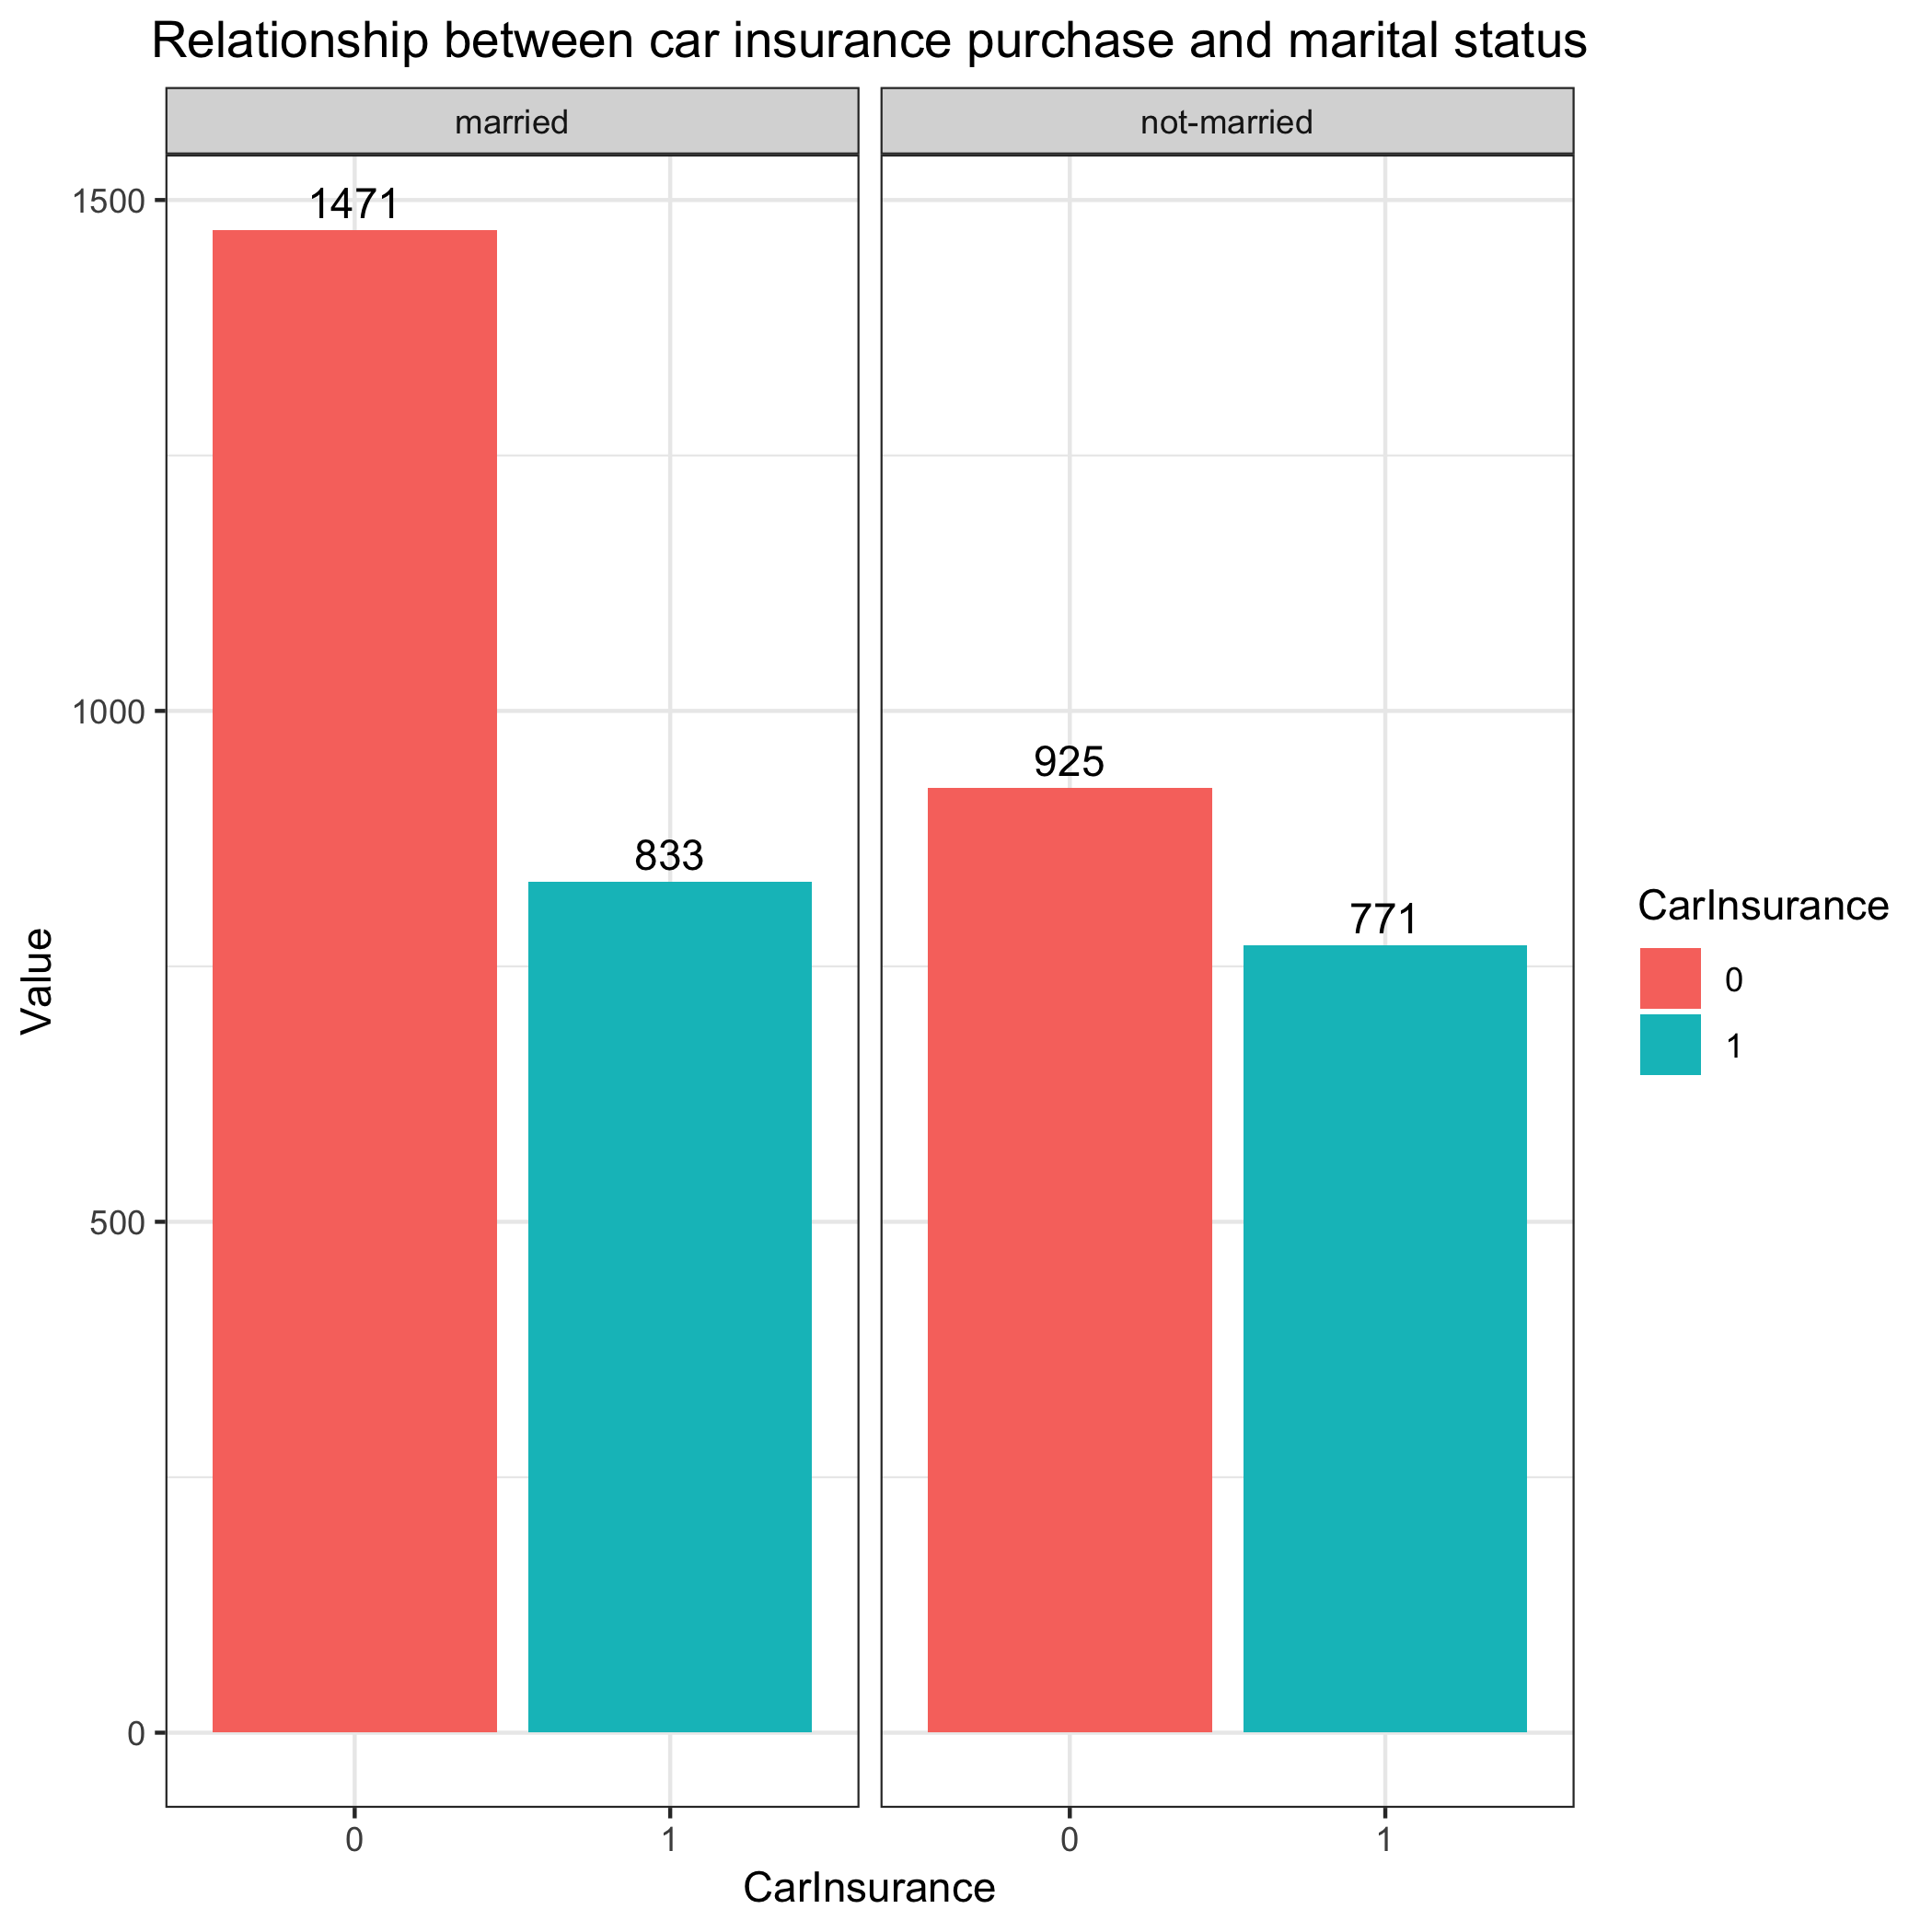 Relationship between car insurance purchase and marital status
married
not-married
1500
1000
500
0
Value
1471
833
925
771
0
1
0
1
CarInsurance
CarInsurance
0
1